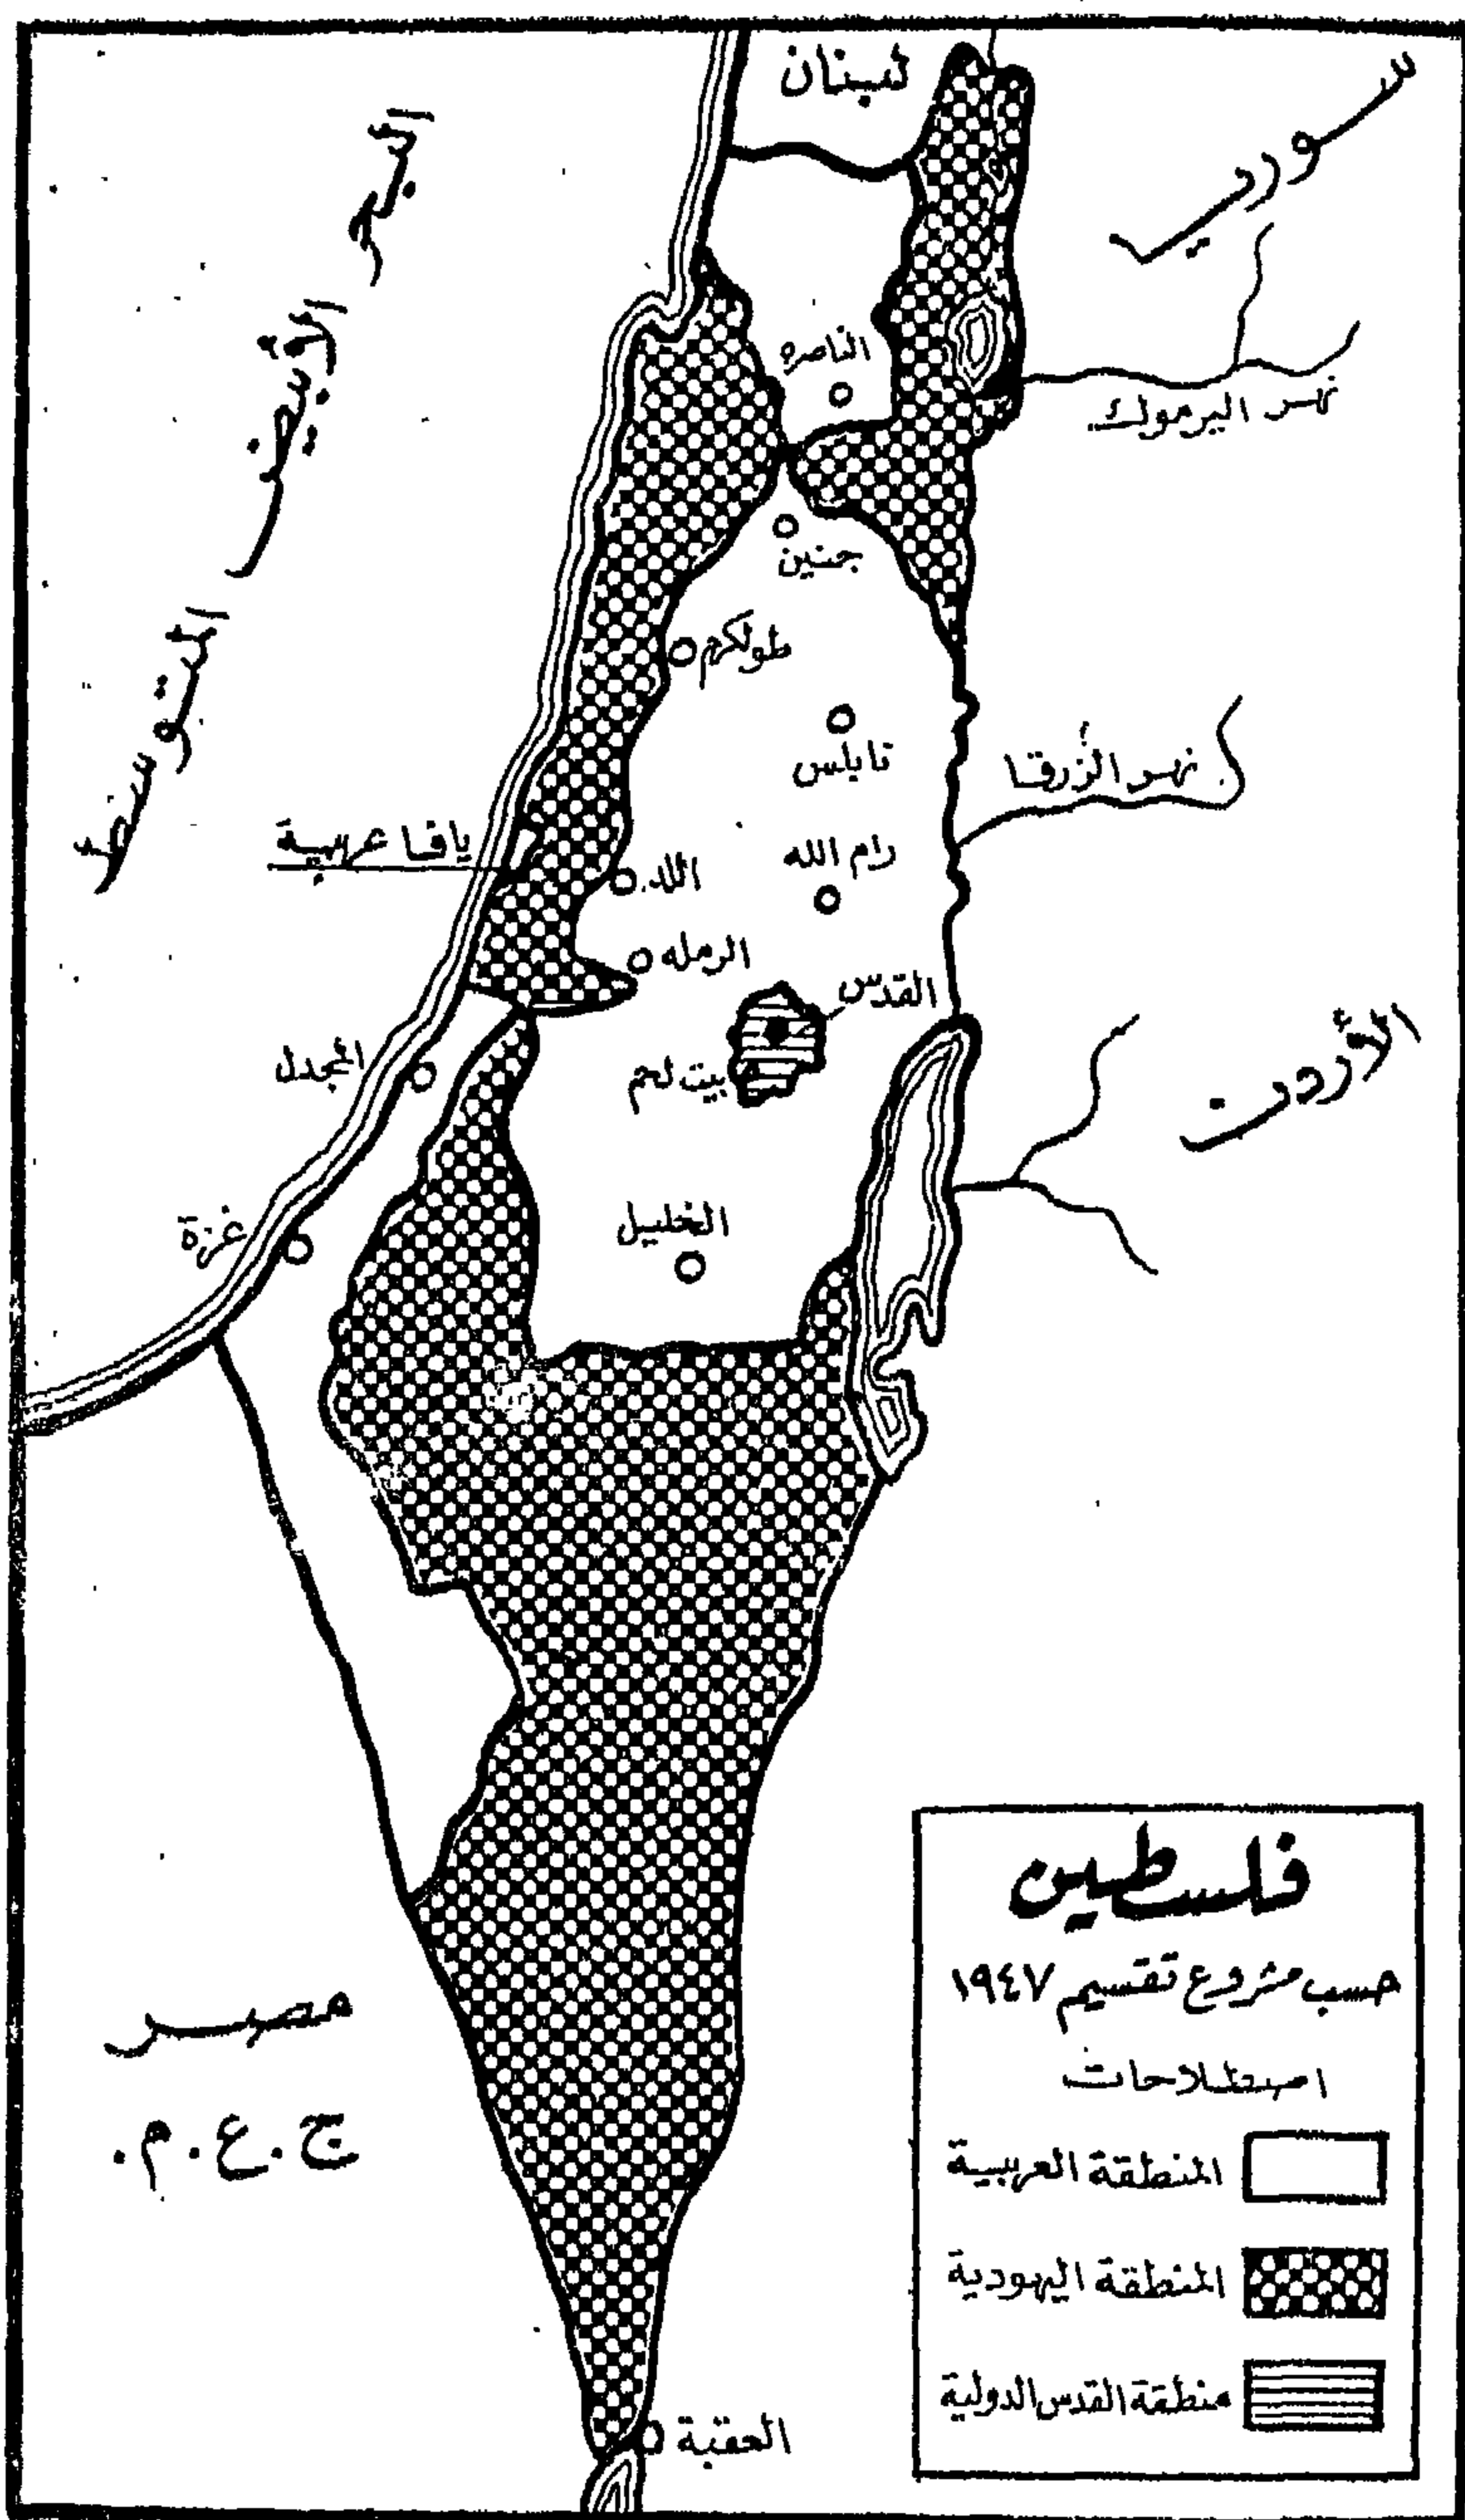 لبنان
سوريا
البحر الأبيض المتوسط
الناصره
نهر اليرموك
جنين
طولكرم
نابلس
نهر الزرقا
يافا عربية
اللد
رام الله
الرمله
القدس
المجدل
بيت لحم
الأردن
غزة
الخليل
فلسطين
حسب مشروع تقسيم ١٩٤٧
اصطلاحات
المنطقة العربية
المنطقة اليهودية
منطقة القدس الدولية
مصر
ج.ع.م.
العقبة